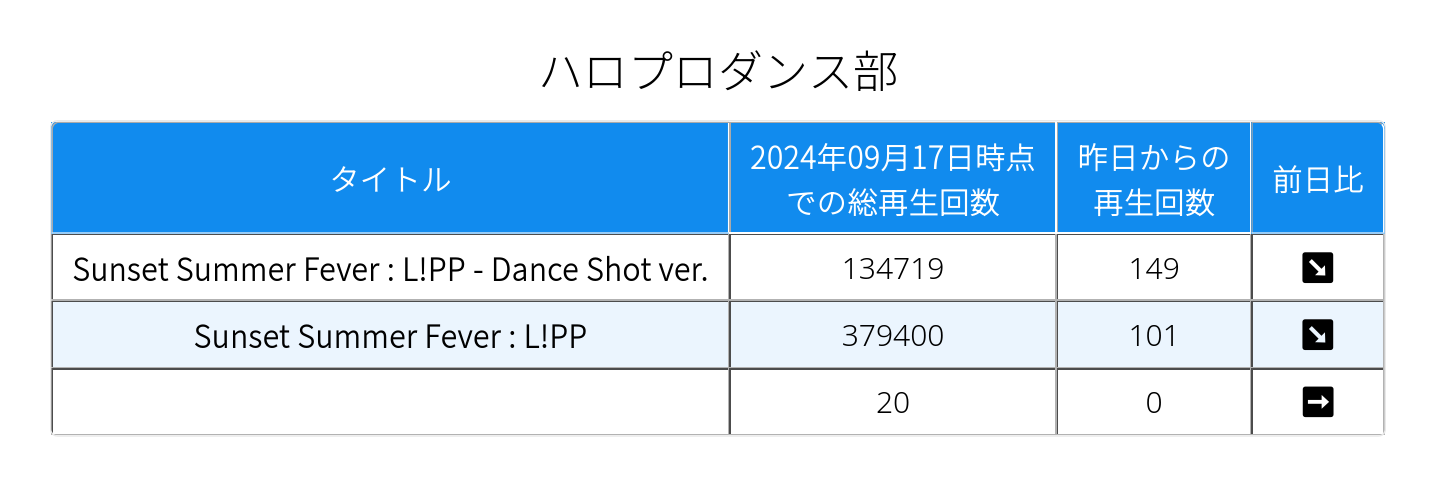 ハロプロダンス部
タイトル
2024年09月17日時点
での総再生回数
昨日からの
再生回数
前日比
Sunset Summer Fever : L!PP - Dance Shot ver.
134719
149
↘
Sunset Summer Fever : L!PP
379400
101
↘
20
0
→